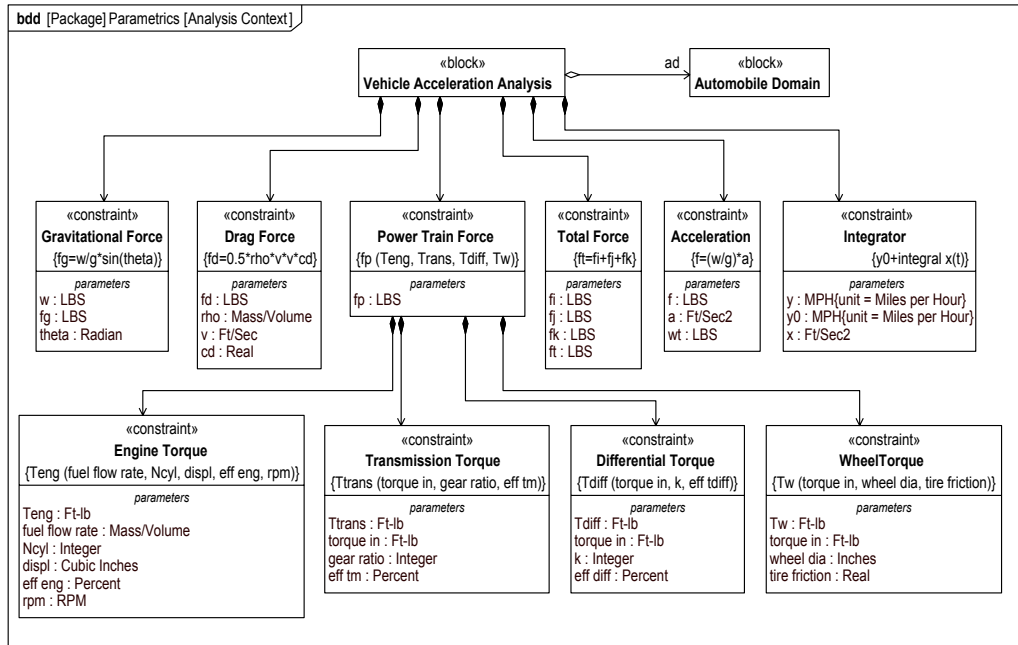 bdd [Package] Parametrics [Analysis Context]
«block»
Vehicle Acceleration Analysis
ad
«block»
Automobile Domain
«constraint»
Gravitational Force
{fg=w/g*sin(theta)}
parameters
w : LBS
fg : LBS
theta : Radian
«constraint»
Drag Force
{fd=0.5*rho*v*v*cd}
parameters
fd : LBS
rho : Mass/Volume
v : Ft/Sec
cd : Real
«constraint»
Power Train Force
{fp (Teng, Trans, Tdiff, Tw)}
parameters
fp : LBS
«constraint»
Total Force
{ft=fi+fj+fk}
parameters
fi : LBS
fj : LBS
fk : LBS
ft : LBS
«constraint»
Acceleration
{f=(w/g)*a}
parameters
f : LBS
a : Ft/Sec2
wt : LBS
«constraint»
Integrator
{y0+integral x(t)}
parameters
y : MPH{unit = Miles per Hour}
y0 : MPH{unit = Miles per Hour}
x : Ft/Sec2
«constraint»
Engine Torque
{Teng (fuel flow rate, Ncyl, displ, eff eng, rpm)}
parameters
Teng : Ft-lb
fuel flow rate : Mass/Volume
Ncyl : Integer
displ : Cubic Inches
eff eng : Percent
rpm : RPM
«constraint»
Transmission Torque
{Ttrans (torque in, gear ratio, eff tm)}
parameters
Ttrans : Ft-lb
torque in : Ft-lb
gear ratio : Integer
eff tm : Percent
«constraint»
Differential Torque
{Tdiff (torque in, k, eff tdiff)}
parameters
Tdiff : Ft-lb
torque in : Ft-lb
k : Integer
eff diff : Percent
«constraint»
WheelTorque
{Tw (torque in, wheel dia, tire friction)}
parameters
Tw : Ft-lb
torque in : Ft-lb
wheel dia : Inches
tire friction : Real